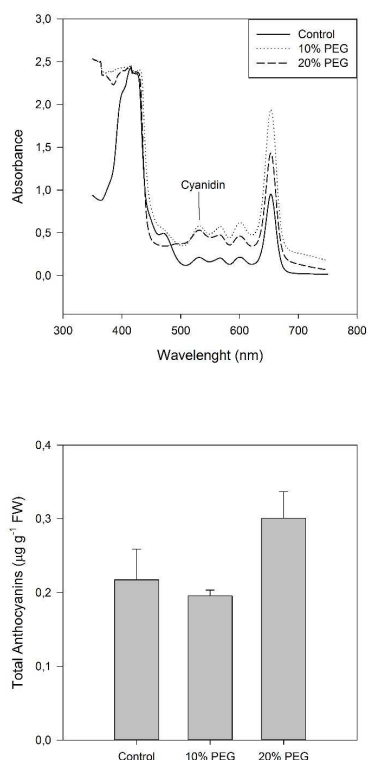 3,0
2,5
2,0
1,5
1,0
0,5
0,0
Absorbance
Control
10% PEG
20% PEG
Cyanidin
300 400 500 600 700 800
Wavelenght (nm)
0,4
0,3
0,2
0,1
0,0
Total Anthocyanins (µg g-1 FW)
Control 10% PEG 20% PEG